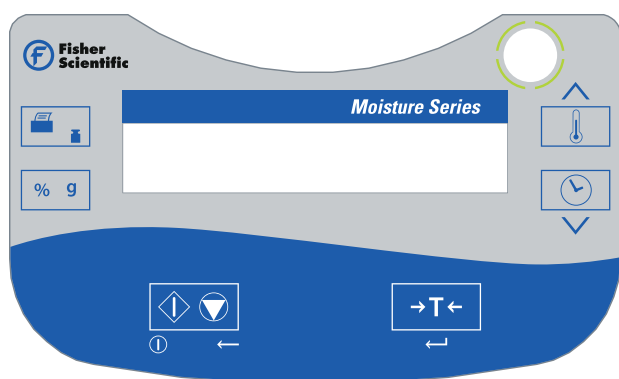 Fisher
Scientific
Moisture Series
% g
→T←